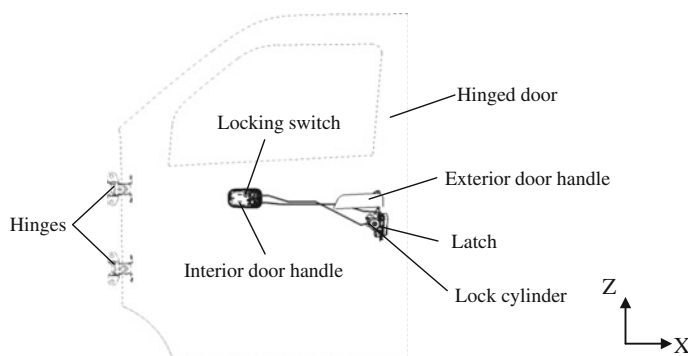 Hinged door
Locking switch
Exterior door handle
Hinges
Latch
Interior door handle
Lock cylinder
Z
X